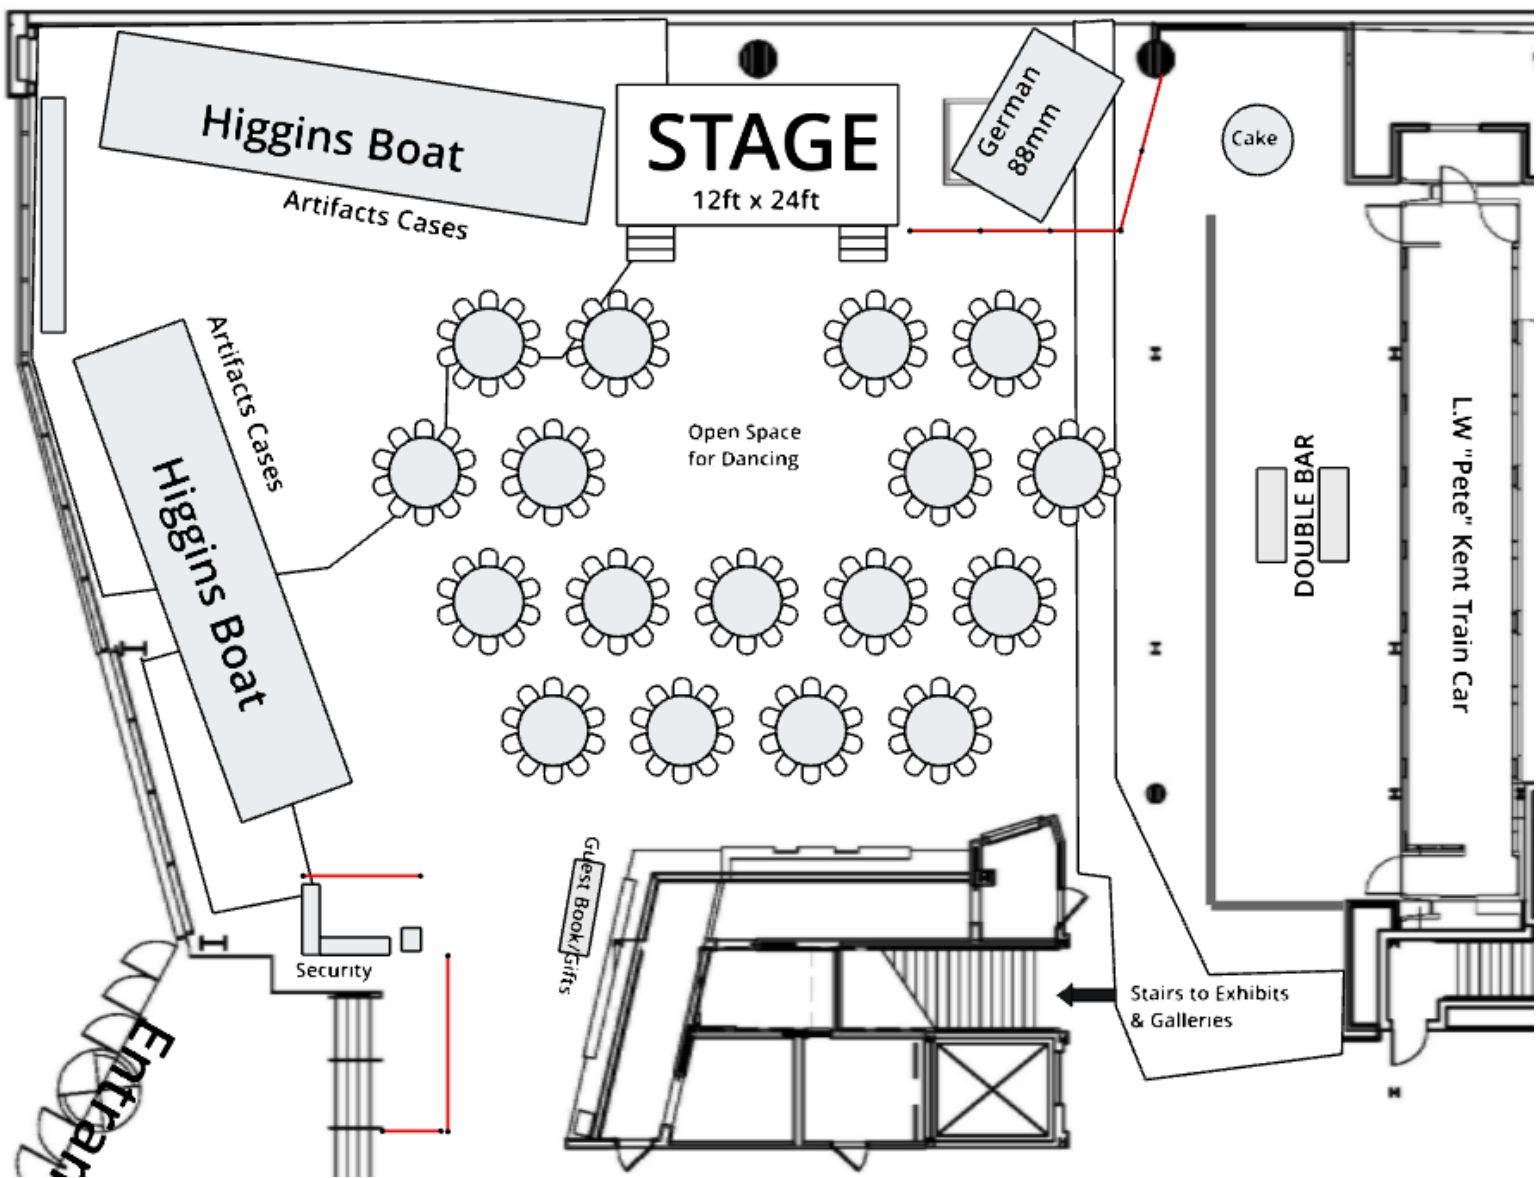 Higgins Boat
Artifacts Cases
STAGE
12ft x 24ft
German
88mm
Cake
Artifacts Cases
Higgins Boat
Open Space
for Dancing
DOUBLE BAR
L.W "Pete" Kent Train Car
Guest Book/Gifts
Security
Stairs to Exhibits
& Galleries